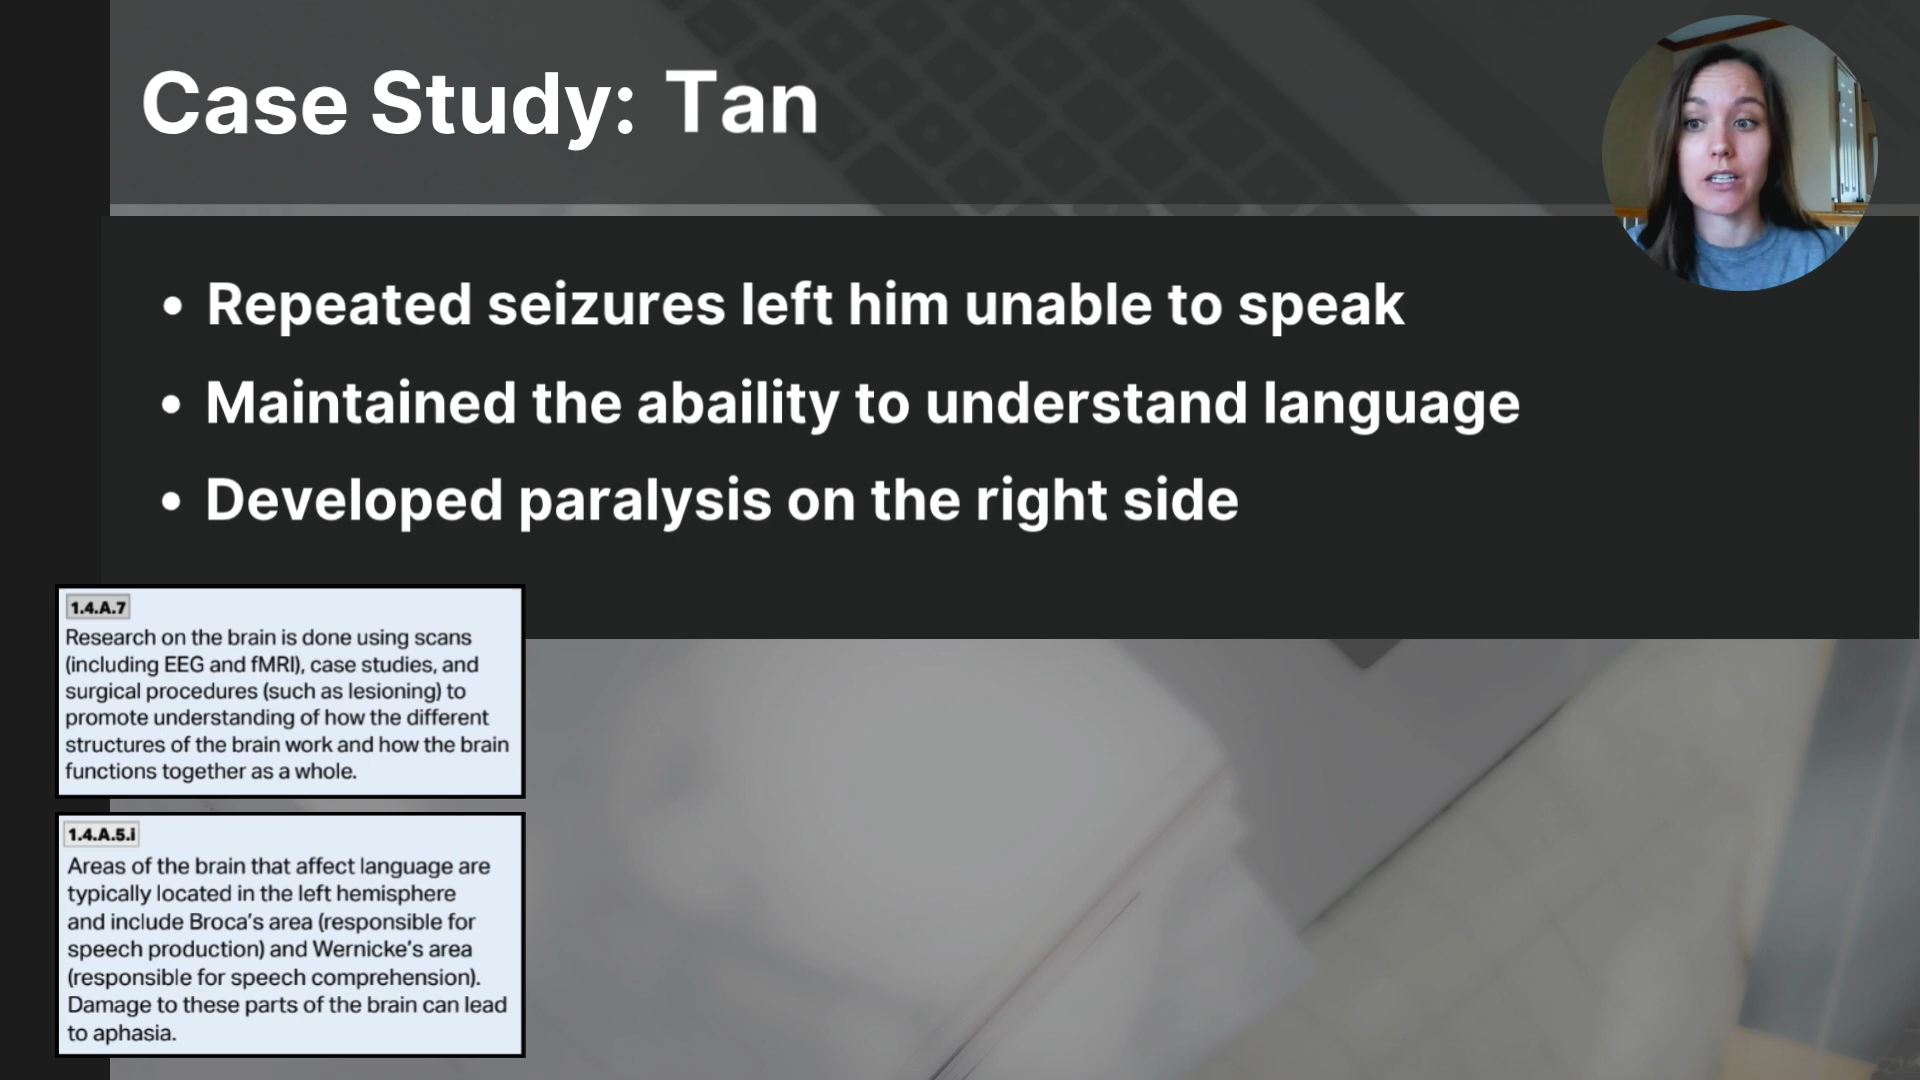 Case Study: Tan
• Repeated seizures left him unable to speak
• Maintained the abaility to understand language
• Developed paralysis on the right side
1.4.A.7
Research on the brain is done using scans
(including EEG and fMRI), case studies, and
surgical procedures (such as lesioning) to
promote understanding of how the different
structures of the brain work and how the brain
functions together as a whole.
1.4.A.5.i
Areas of the brain that affect language are
typically located in the left hemisphere
and include Broca's area (responsible for
speech production) and Wernicke's area
(responsible for speech comprehension).
Damage to these parts of the brain can lead
to aphasia.